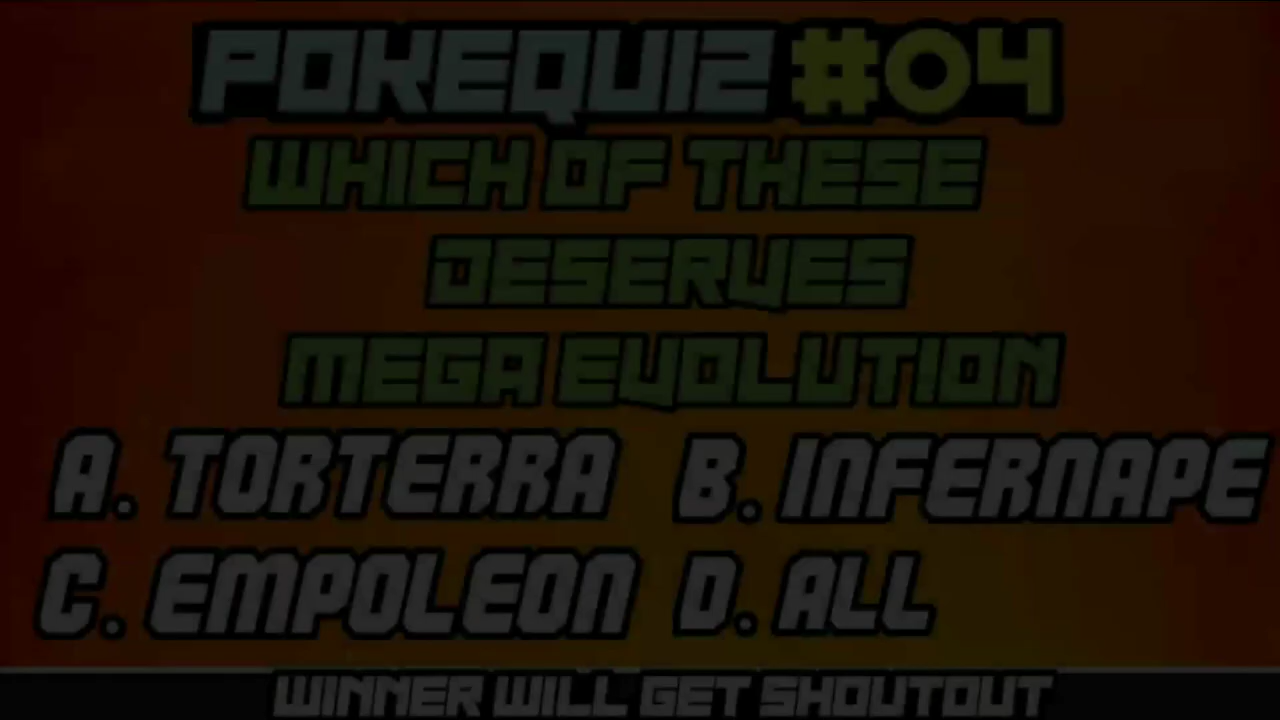 POKEQUIZ #04
WHICH OF THESE
DESERVES
MEGA EVOLUTION
A. TORTERRA B. INFERNAPE
C. EMPOLEON D. ALL
WINNER WILL GET SHOUTOUT